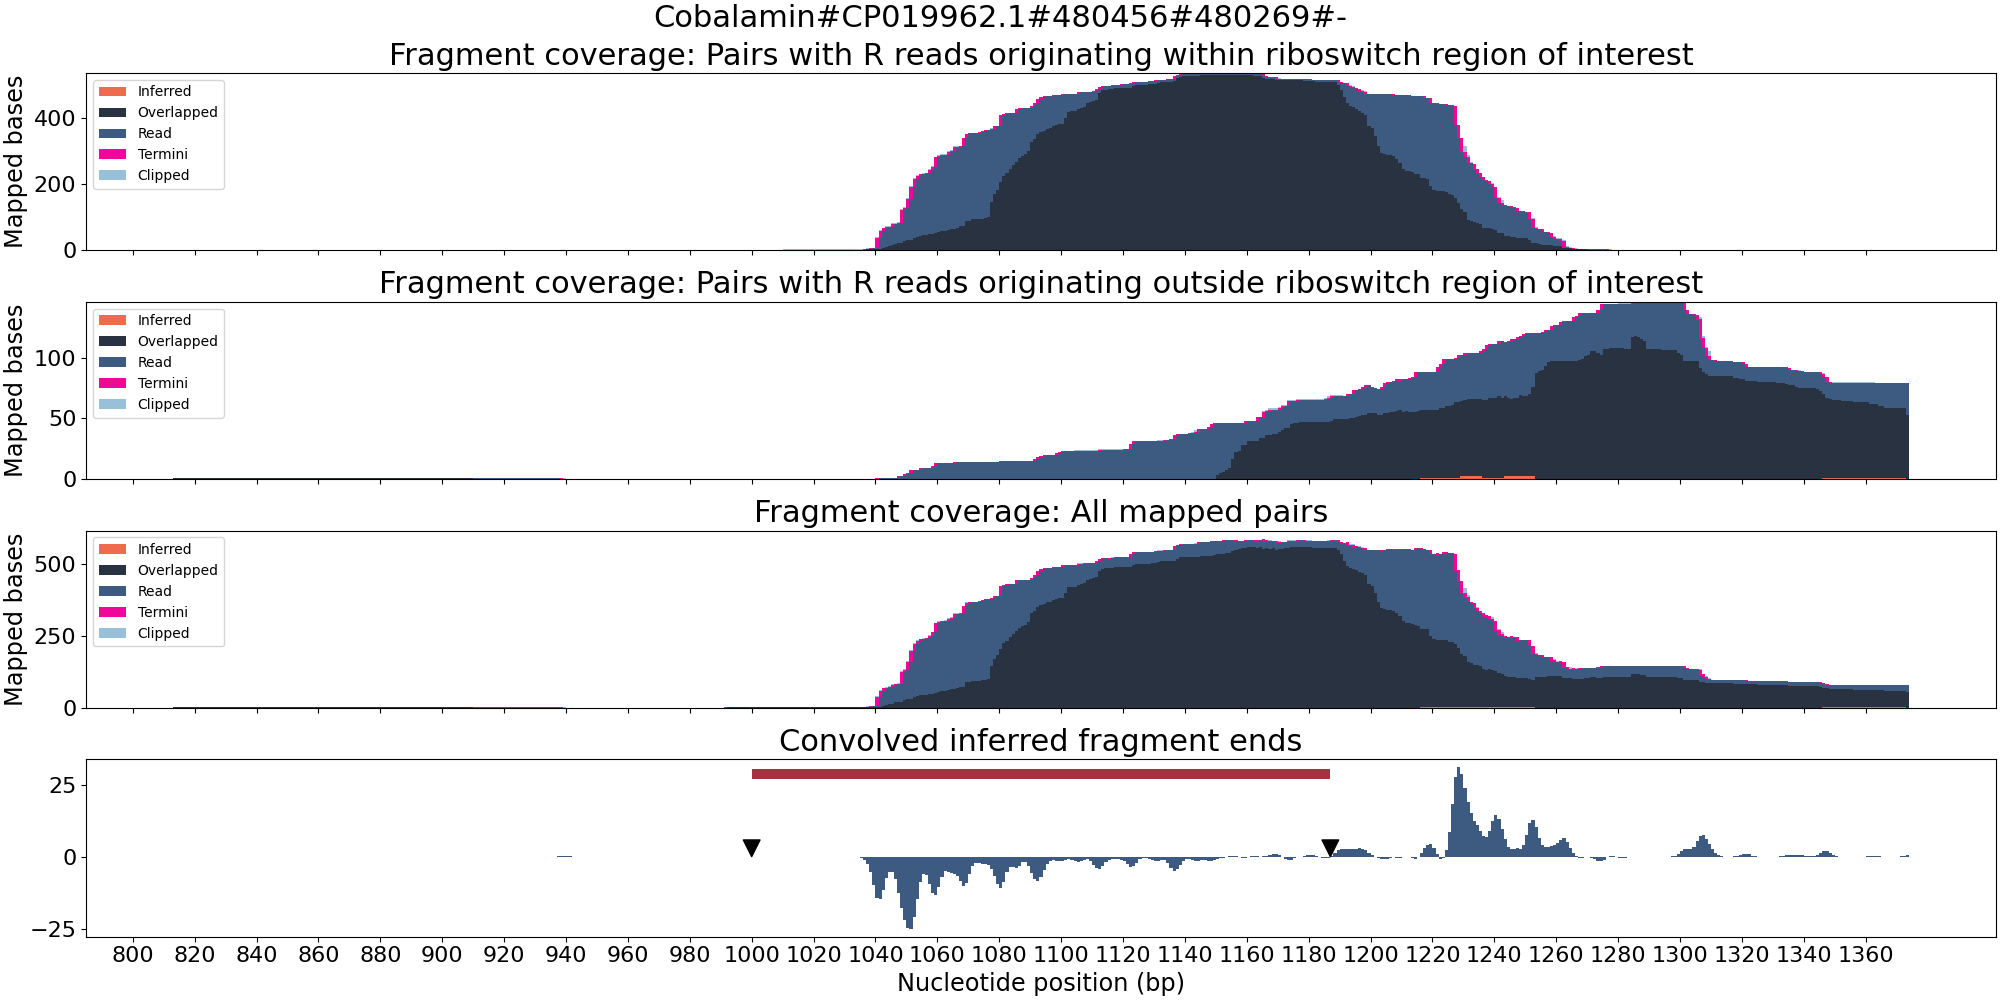 Cobalamin#CP019962.1#480456#480269#-
Fragment coverage: Pairs with R reads originating within riboswitch region of interest
Mapped bases
400
200
0
Inferred
Overlapped
Read
Termini
Clipped
Fragment coverage: Pairs with R reads originating outside riboswitch region of interest
Mapped bases
100
50
0
Inferred
Overlapped
Read
Termini
Clipped
Fragment coverage: All mapped pairs
Mapped bases
500
250
0
Inferred
Overlapped
Read
Termini
Clipped
Convolved inferred fragment ends
25
0
−25
800 820 840 860 880 900 920 940 960 980 1000 1020 1040 1060 1080 1100 1120 1140 1160 1180 1200 1220 1240 1260 1280 1300 1320 1340 1360
Nucleotide position (bp)